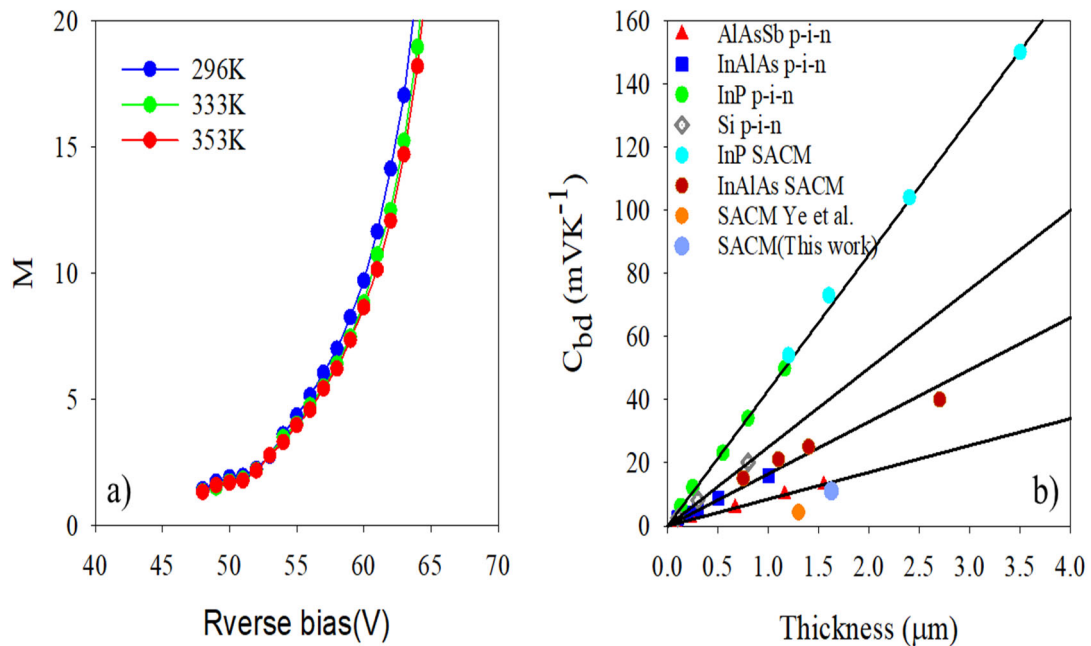 20
15
10
5
0
M
296K
333K
353K
a)
40 45 50 55 60 65 70
Rverse bias(V)
160
140
120
100
80
60
40
20
0
C_bd (mVK⁻¹)
AlAsSb p-i-n
InAlAs p-i-n
InP p-i-n
Si p-i-n
InP SACM
InAlAs SACM
SACM Ye et al.
SACM(This work)
b)
0.0 0.5 1.0 1.5 2.0 2.5 3.0 3.5 4.0
Thickness (μm)